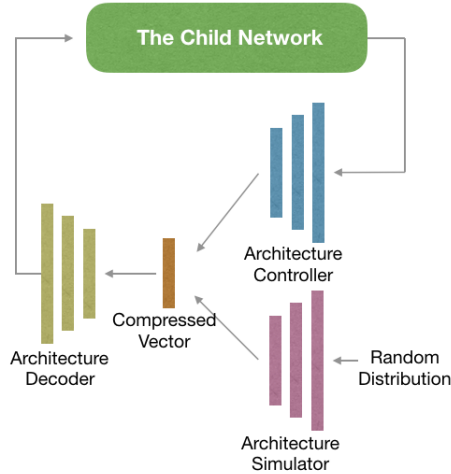 The Child Network
Architecture
Controller
Compressed
Vector
Architecture
Decoder
Random
Distribution
Architecture
Simulator